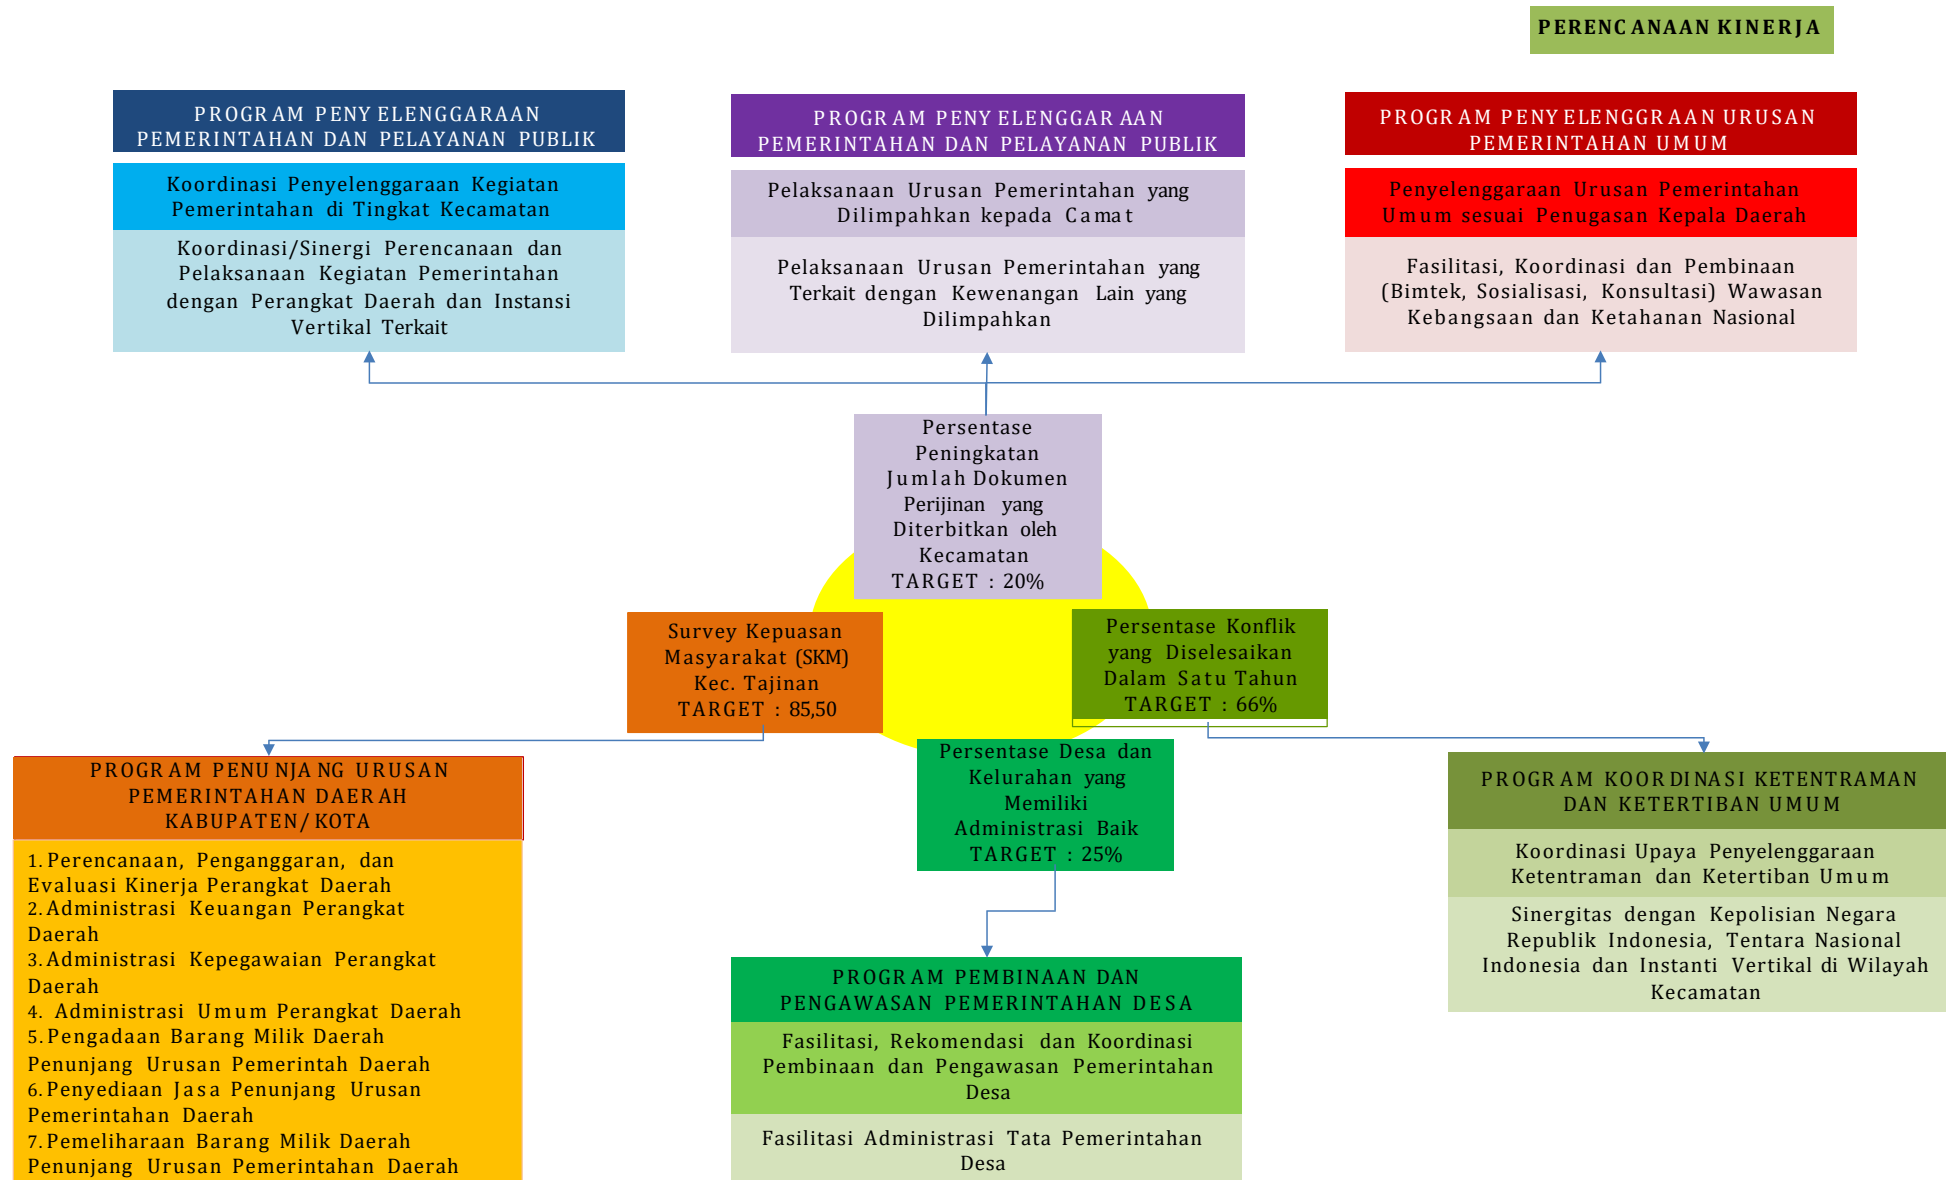 PERENCANAAN KINERJA
PROGRAM PENYELENGGARAAN
PEMERINTAHAN DAN PELAYANAN PUBLIK
Koordinasi Penyelenggaraan Kegiatan
Pemerintahan di Tingkat Kecamatan
Koordinasi/Sinergi Perencanaan dan
Pelaksanaan Kegiatan Pemerintahan
dengan Perangkat Daerah dan Instansi
Vertikal Terkait
PROGRAM PENYELENGGARAAN
PEMERINTAHAN DAN PELAYANAN PUBLIK
Pelaksanaan Urusan Pemerintahan yang
Dilimpahkan kepada Camat
Pelaksanaan Urusan Pemerintahan yang
Terkait dengan Kewenangan Lain yang
Dilimpahkan
PROGRAM PENYELENGGRAAN URUSAN
PEMERINTAHAN UMUM
Penyelenggaraan Urusan Pemerintahan
Umum sesuai Penugasan Kepala Daerah
Fasilitasi, Koordinasi dan Pembinaan
(Bimtek, Sosialisasi, Konsultasi) Wawasan
Kebangsaan dan Ketahanan Nasional
Persentase
Peningkatan
Jumlah Dokumen
Perijinan yang
Diterbitkan oleh
Kecamatan
TARGET : 20%
Survey Kepuasan
Masyarakat (SKM)
Kec. Tajinan
TARGET : 85,50
Persentase Konflik
yang Diselesaikan
Dalam Satu Tahun
TARGET : 66%
Persentase Desa dan
Kelurahan yang
Memiliki
Administrasi Baik
TARGET : 25%
PROGRAM PENUNJANG URUSAN
PEMERINTAHAN DAERAH
KABUPATEN/KOTA
1. Perencanaan, Penganggaran, dan
Evaluasi Kinerja Perangkat Daerah
2. Administrasi Keuangan Perangkat
Daerah
3. Administrasi Kepegawaian Perangkat
Daerah
4. Administrasi Umum Perangkat Daerah
5. Pengadaan Barang Milik Daerah
Penunjang Urusan Pemerintah Daerah
6. Penyediaan Jasa Penunjang Urusan
Pemerintahan Daerah
7. Pemeliharaan Barang Milik Daerah
Penunjang Urusan Pemerintahan Daerah
PROGRAM PEMBINAAN DAN
PENGAWASAN PEMERINTAHAN DESA
Fasilitasi, Rekomendasi dan Koordinasi
Pembinaan dan Pengawasan Pemerintahan
Desa
Fasilitasi Administrasi Tata Pemerintahan
Desa
PROGRAM KOORDINASI KETENTRAMAN
DAN KETERTIBAN UMUM
Koordinasi Upaya Penyelenggaraan
Ketentraman dan Ketertiban Umum
Sinergitas dengan Kepolisian Negara
Republik Indonesia, Tentara Nasional
Indonesia dan Instanti Vertikal di Wilayah
Kecamatan